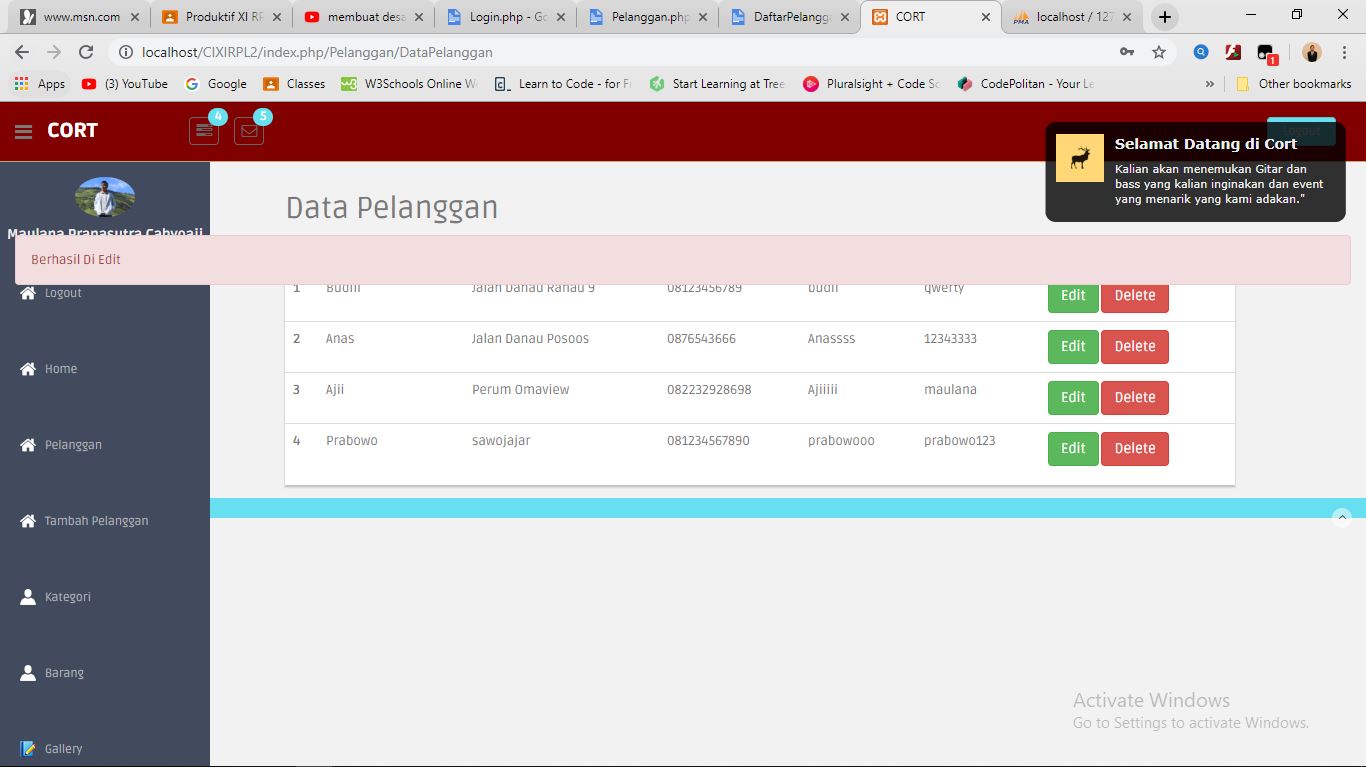 www.msn.com
Produktif XI RP
membuat desa
Login.php - Go
Pelanggan.php
DaftarPelangga
CORT
localhost / 127
localhost/CIXIRPL2/index.php/Pelanggan/DataPelanggan
1
Apps
(3) YouTube
Google
Classes
W3Schools Online W
Learn to Code - for F
Start Learning at Tree
Pluralsight + Code Sc
CodePolitan - Your Le
»
Other bookmarks
CORT
4
5
Logout
Selamat Datang di Cort
Kalian akan menemukan Gitar dan
bass yang kalian inginakan dan event
yang menarik yang kami adakan."
Maulana Pranasutra Cahyoaji
Data Pelanggan
Berhasil Di Edit
1 Budiii Jalan Danau Ranau 9 08123456789 budii qwerty Edit Delete
2 Anas Jalan Danau Posoos 0876543666 Anassss 12343333 Edit Delete
3 Ajii Perum Omaview 082232928698 Ajiiiii maulana Edit Delete
4 Prabowo sawojajar 081234567890 prabowooo prabowo123 Edit Delete
Logout
Home
Pelanggan
Tambah Pelanggan
Kategori
Barang
Gallery
Activate Windows
Go to Settings to activate Windows.